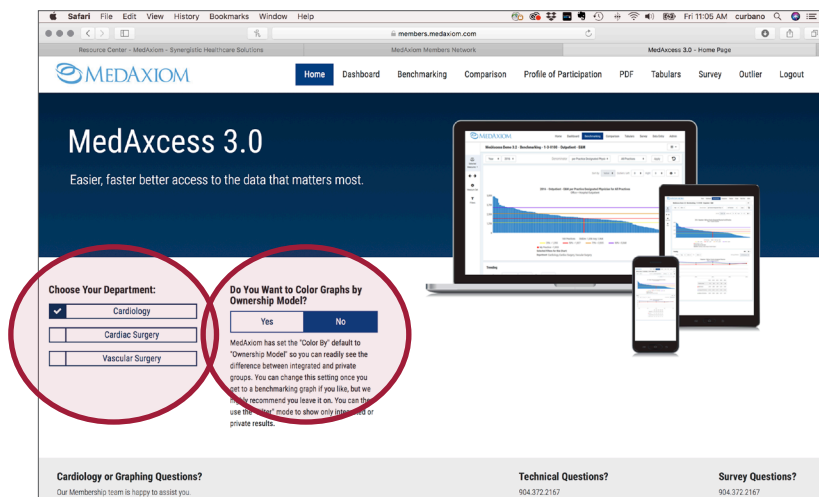 Safari File Edit View History Bookmarks Window Help Fri 11:05 AM curbano
members.medaxiom.com
Resource Center – MedAxiom – Synergistic Healthcare Solutions MedAxiom Members Network MedAxcess 3.0 - Home Page
MEDAXIOM Home Dashboard Benchmarking Comparison Profile of Participation PDF Tabulars Survey Outlier Logout
MedAxcess 3.0
Easier, faster better access to the data that matters most.
MEDAXIOM
Choose Your Department:
Cardiology
Cardiac Surgery
Vascular Surgery
Do You Want to Color Graphs by
Ownership Model?
Yes No
MedAxiom has set the "Color By" default to
"Ownership Model" so you can readily see the
difference between integrated and private
groups. You can change this setting once you
get to a benchmarking graph if you like, but we
highly recommend you leave it on. You can then
use the "Filter" mode to show only integrated or
private results.
Cardiology or Graphing Questions? Technical Questions? Survey Questions?
Our Membership team is happy to assist you. 904.372.2167 904.372.2167